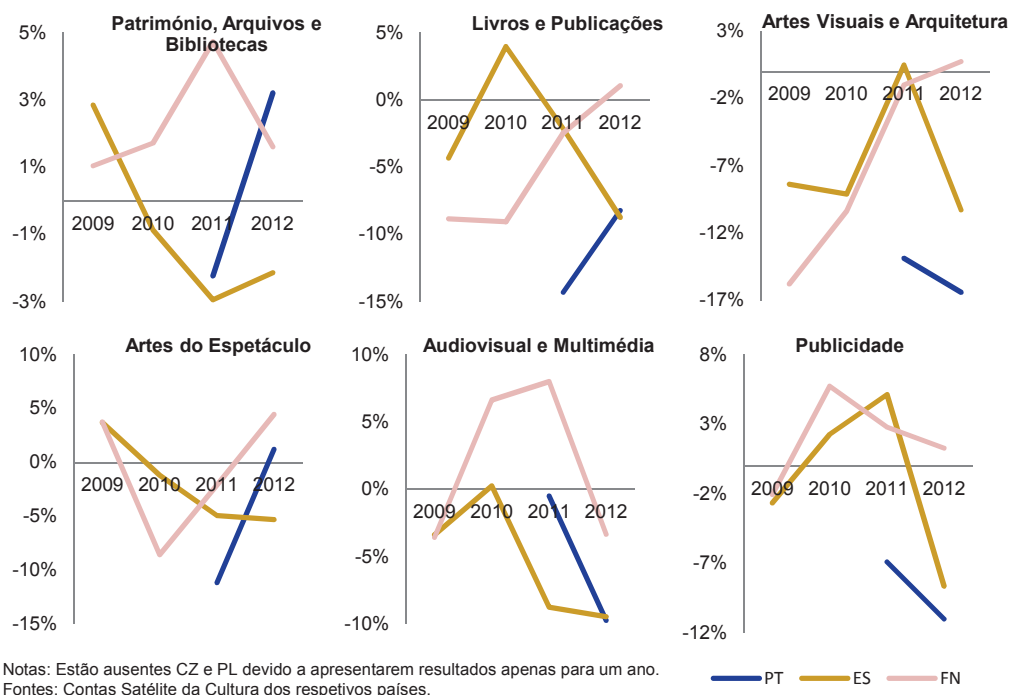 Património, Arquivos e
Bibliotecas
5%
3%
1%
-1%
-3%
2009 2010 2011 2012
Livros e Publicações
5%
0%
-5%
-10%
-15%
2009 2010 2011 2012
Artes Visuais e Arquitetura
3%
-2%
-7%
-12%
-17%
2009 2010 2011 2012
Artes do Espetáculo
10%
5%
0%
-5%
-10%
-15%
2009 2010 2011 2012
Audiovisual e Multimédia
10%
5%
0%
-5%
-10%
2009 2010 2011 2012
Publicidade
8%
3%
-2%
-7%
-12%
2009 2010 2011 2012
Notas: Estão ausentes CZ e PL devido a apresentarem resultados apenas para um ano.
Fontes: Contas Satélite da Cultura dos respetivos países.
PT ES FN